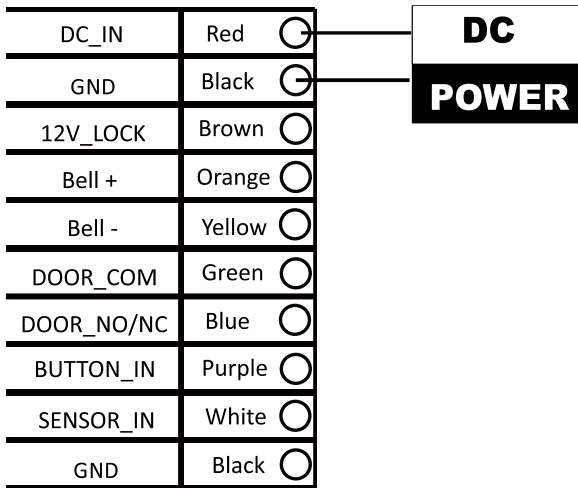 DC_IN Red DC
GND Black POWER
12V_LOCK Brown
Bell + Orange
Bell - Yellow
DOOR_COM Green
DOOR_NO/NC Blue
BUTTON_IN Purple
SENSOR_IN White
GND Black